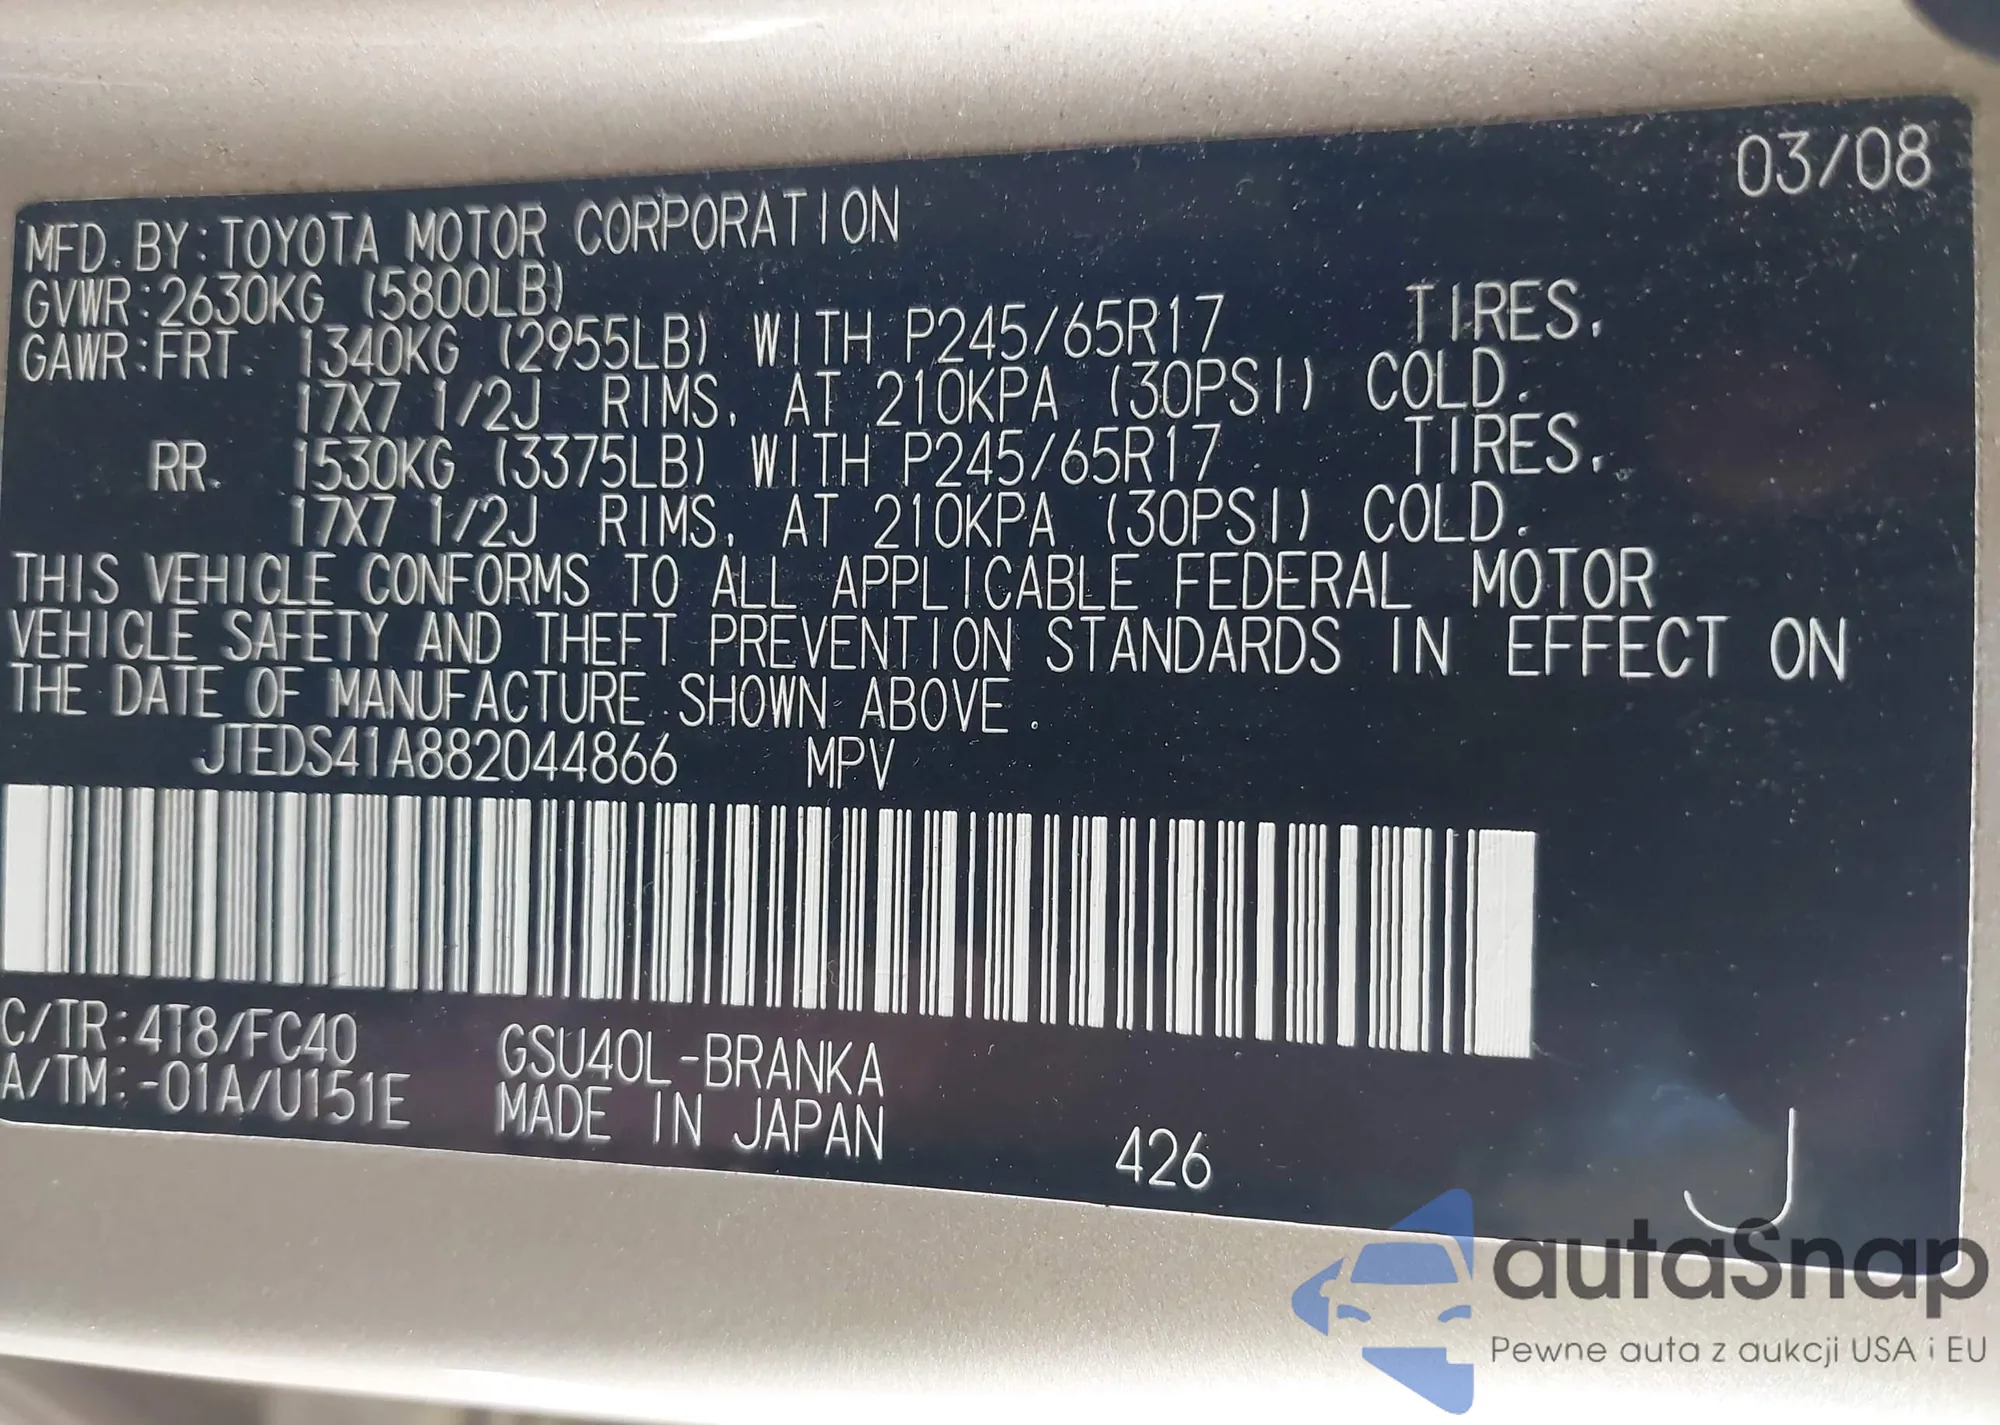 03/08
MFD. BY:TOYOTA MOTOR CORPORATION
GVWR:2630KG (5800LB)
GAWR:FRT. 1340KG (2955LB) WITH P245/65R17 TIRES.
17X7 1/2J RIMS, AT 210KPA (30PSI) COLD.
RR. 1530KG (3375LB) WITH P245/65R17 TIRES,
17X7 1/2J RIMS, AT 210KPA (30PSI) COLD.
THIS VEHICLE CONFORMS TO ALL APPLICABLE FEDERAL MOTOR
VEHICLE SAFETY AND THEFT PREVENTION STANDARDS IN EFFECT ON
THE DATE OF MANUFACTURE SHOWN ABOVE.
JTEDS41A882044866 MPV
C/TR:4T8/FC40 GSU40L-BRANKA
A/TM:-01A/U151E MADE IN JAPAN
426
J
autaSnap
Pewne auta z aukcji USA i EU